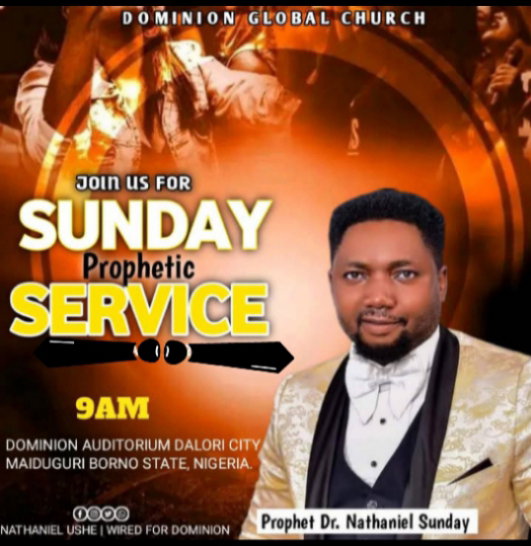 DOMINION GLOBAL CHURCH
Join us FOR
SUNDAY
Prophetic
SERVICE
9AM
DOMINION AUDITORIUM DALORI CITY
MAIDUGURI BORNO STATE, NIGERIA.
NATHANIEL USHE | WIRED FOR DOMINION
Prophet Dr. Nathaniel Sunday